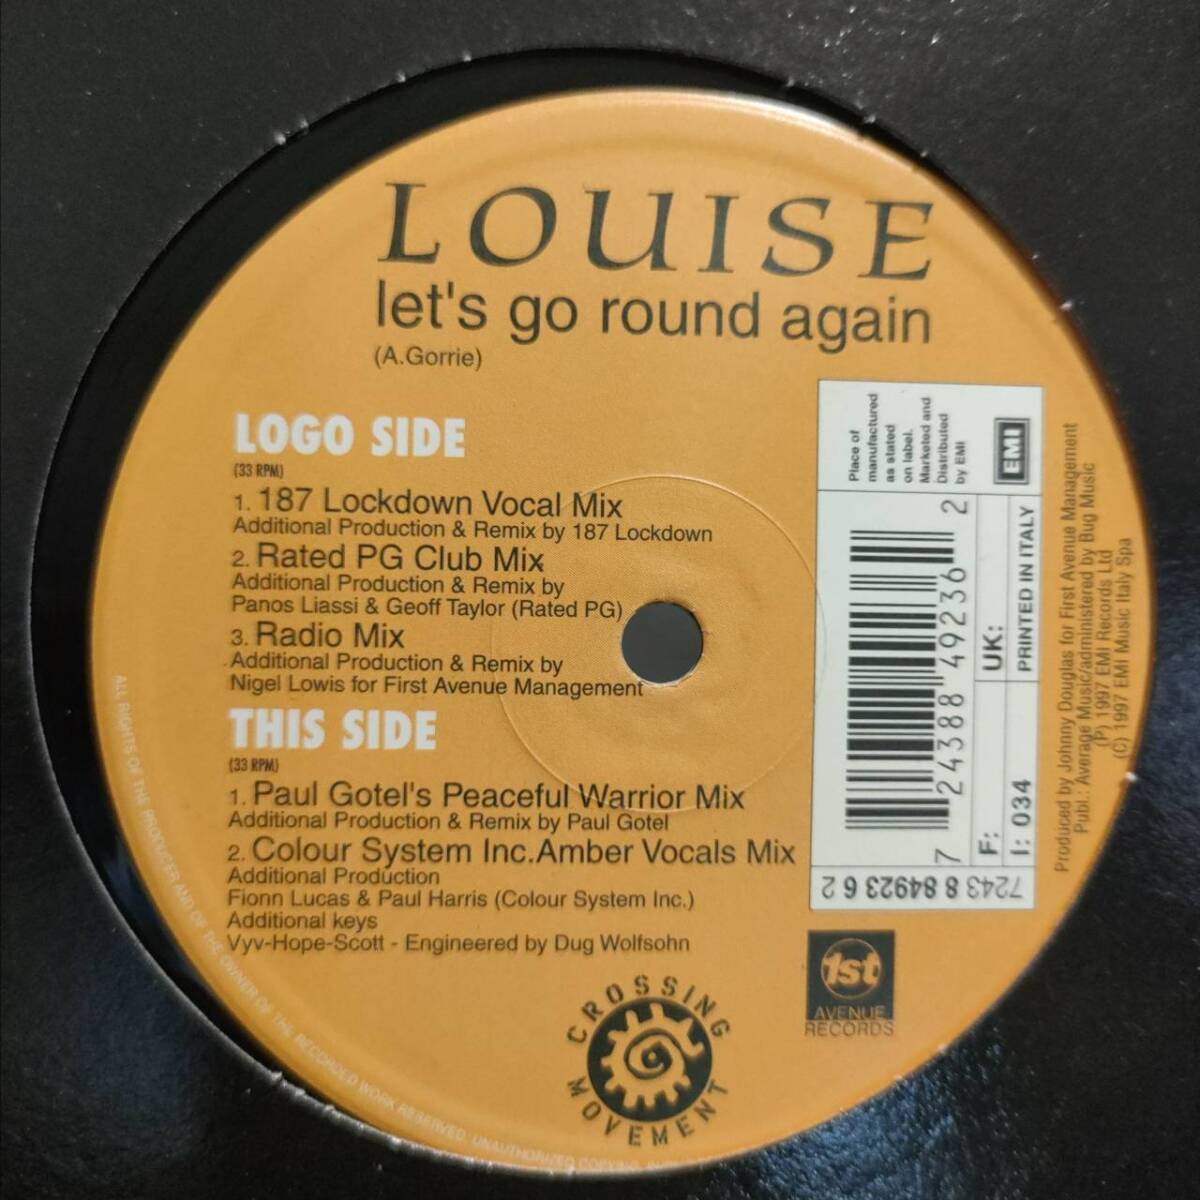 LOUISE
let's go round again
(A.Gorrie)
LOGO SIDE
(33 RPM)
1. 187 Lockdown Vocal Mix
Additional Production & Remix by 187 Lockdown
2. Rated PG Club Mix
Additional Production & Remix by
Panos Liassi & Geoff Taylor (Rated PG)
3. Radio Mix
Additional Production & Remix by
Nigel Lowis for First Avenue Management
THIS SIDE
(33 RPM)
1. Paul Gotel's Peaceful Warrior Mix
Additional Production & Remix by Paul Gotel
2. Colour System Inc.Amber Vocals Mix
Additional Production
Fionn Lucas & Paul Harris (Colour System Inc.)
Additional keys
Vyv-Hope-Scott - Engineered by Dug Wolfsohn
Place of
manufactured
as stated
on label.
Marketed and
Distributed
by EMI
EMI
7 24388 49236 2
UK:
PRINTED IN ITALY
F:
I: 034
7243 8 84923 6 2
Produced by Johnny Douglas for First Avenue Management
Publ.: Average Music/administered by Bug Music
(P) 1997 EMI Records Ltd
(C) 1997 EMI Music Italy Spa
1st
AVENUE
RECORDS
CROSSING
MOVEMENT
ALL RIGHTS OF THE PRODUCER AND OF THE OWNER OF THE RECORDED WORK RESERVED. UNAUTHORIZED COPYING,